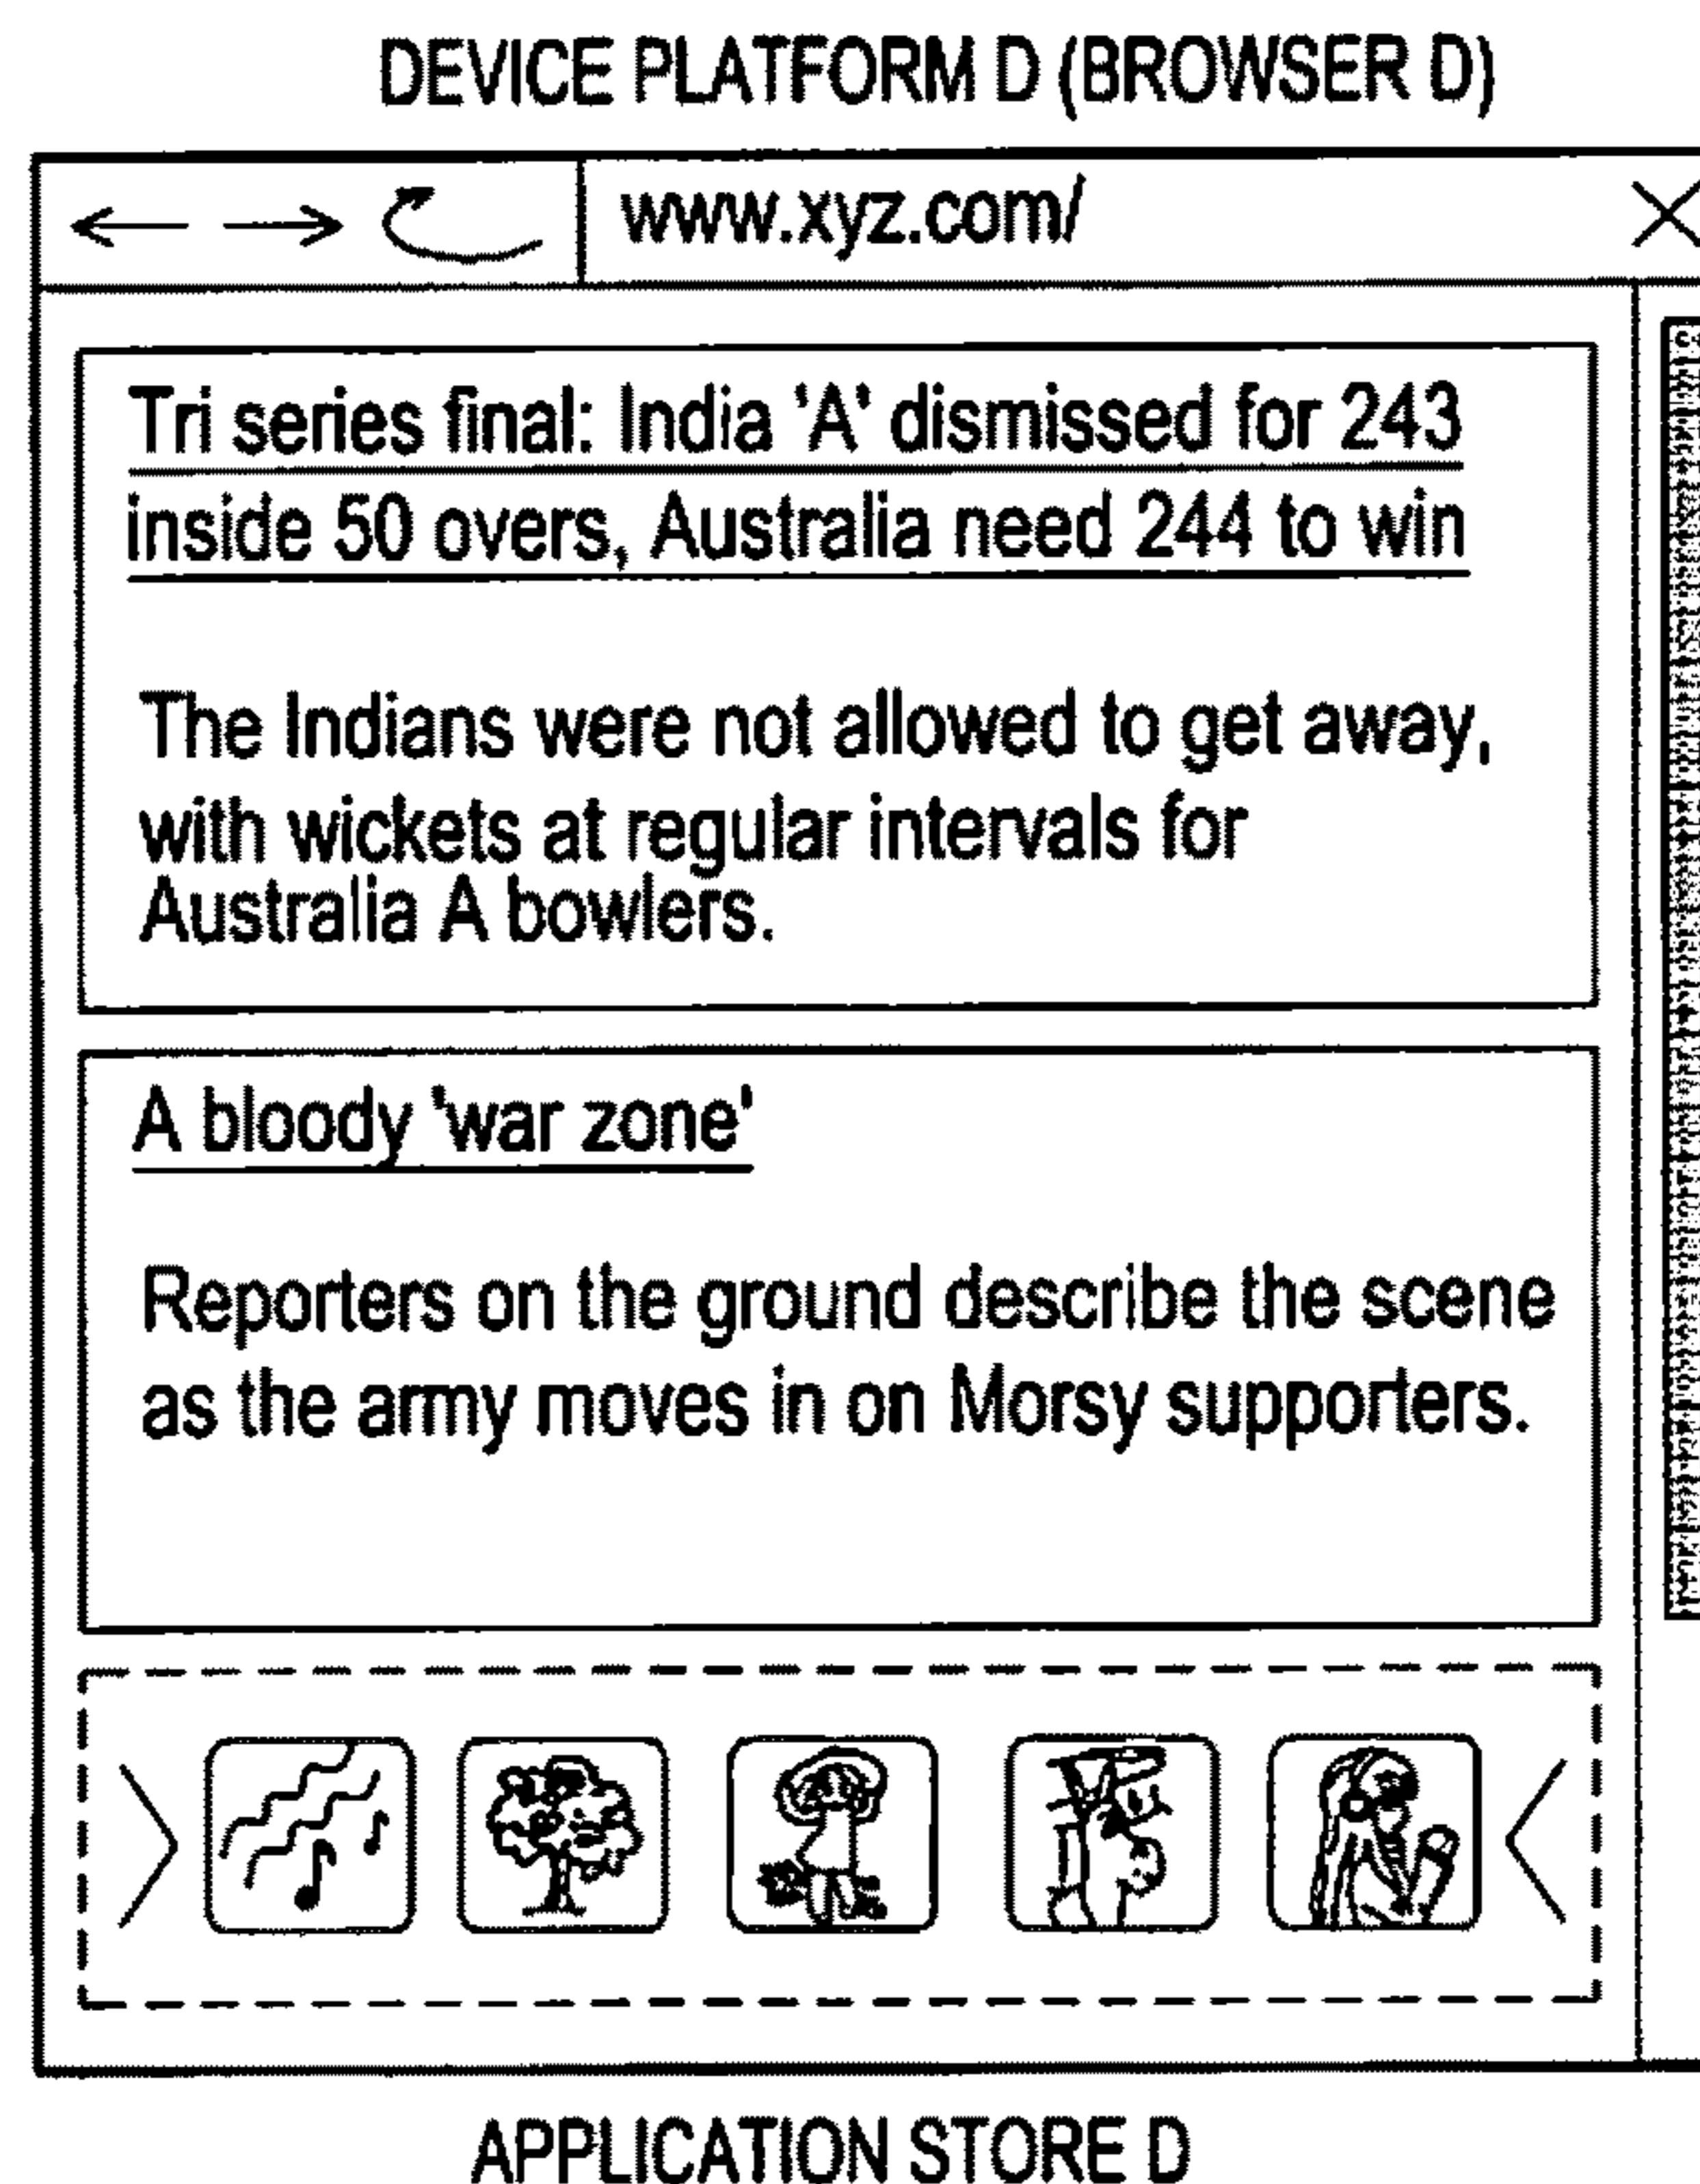 DEVICE PLATFORM D (BROWSER D)
www.xyz.com/
Tri series final: India 'A' dismissed for 243
inside 50 overs, Australia need 244 to win
The Indians were not allowed to get away,
with wickets at regular intervals for
Australia A bowlers.
A bloody 'war zone'
Reporters on the ground describe the scene
as the army moves in on Morsy supporters.
APPLICATION STORE D